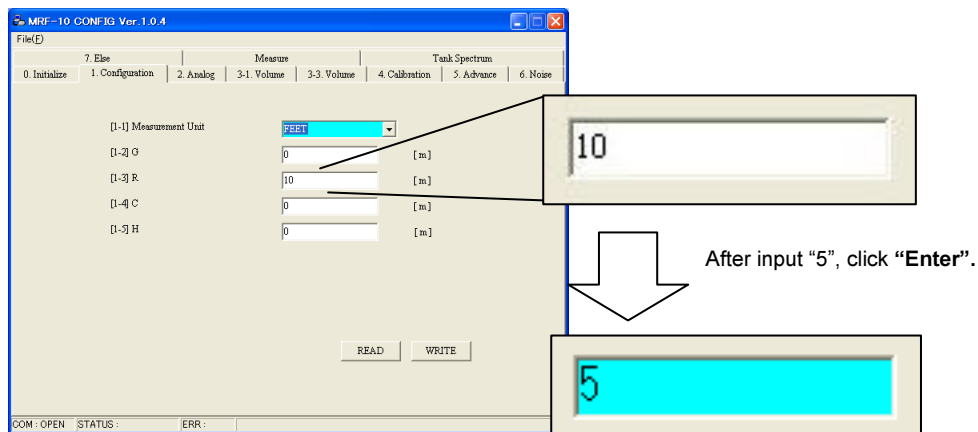 MRF-10 CONFIG Ver.1.0.4
File(F)
7. Else Measure Tank Spectrum
0. Initialize 1. Configuration 2. Analog 3-1. Volume 3-3. Volume 4. Calibration 5. Advance 6. Noise
[1-1] Measurement Unit FEET
[1-2] G 0 [m]
[1-3] R 10 [m]
[1-4] C 0 [m]
[1-5] H 0 [m]
READ WRITE
COM : OPEN STATUS : ERR :
10
After input “5”, click “Enter”.
5